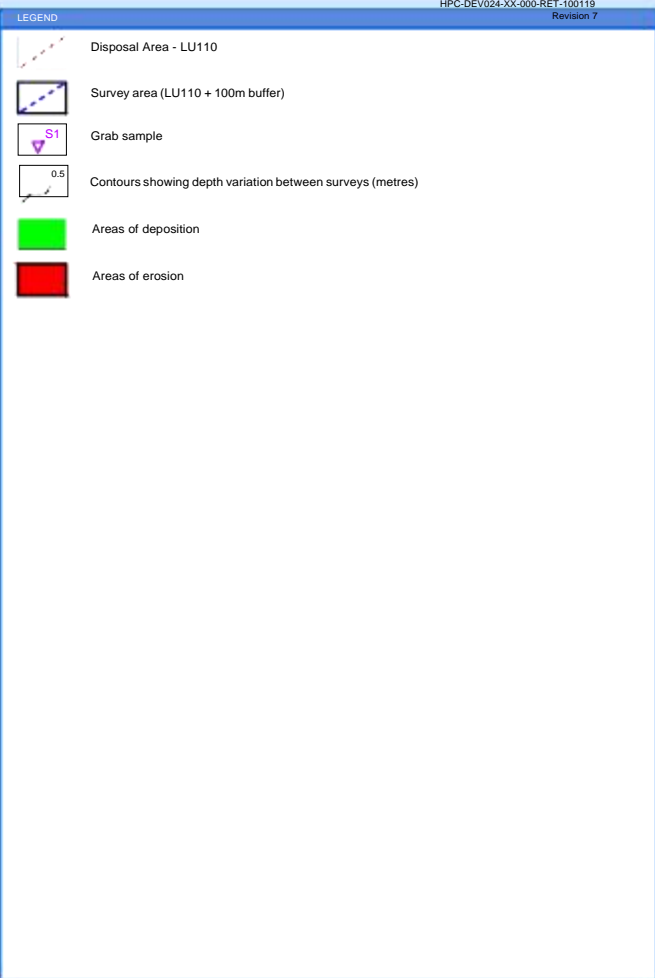 HPC-DEV024-XX-000-RET-100119
LEGEND
Revision 7
Disposal Area - LU110
Survey area (LU110 + 100m buffer)
S1
Grab sample
0.5
Contours showing depth variation between surveys (metres)
Areas of deposition
Areas of erosion